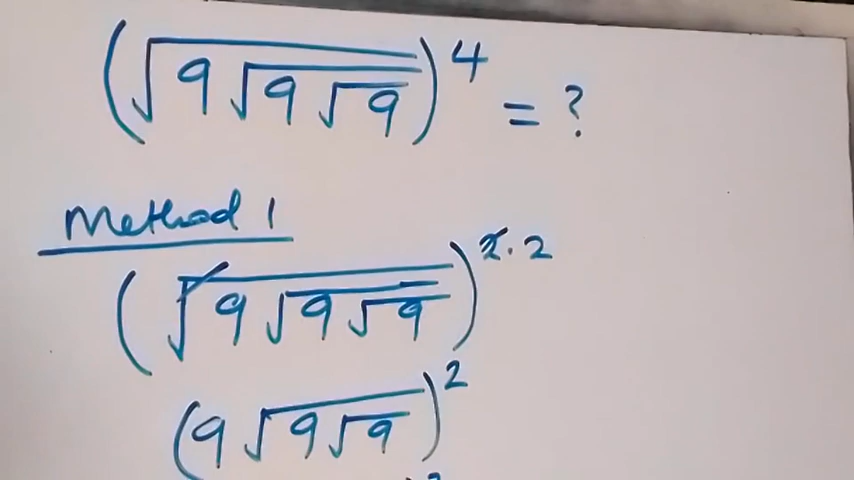 (√9√9√9)⁴ = ?
Method 1
(√9√9√9)²·²
(9√9√9)²